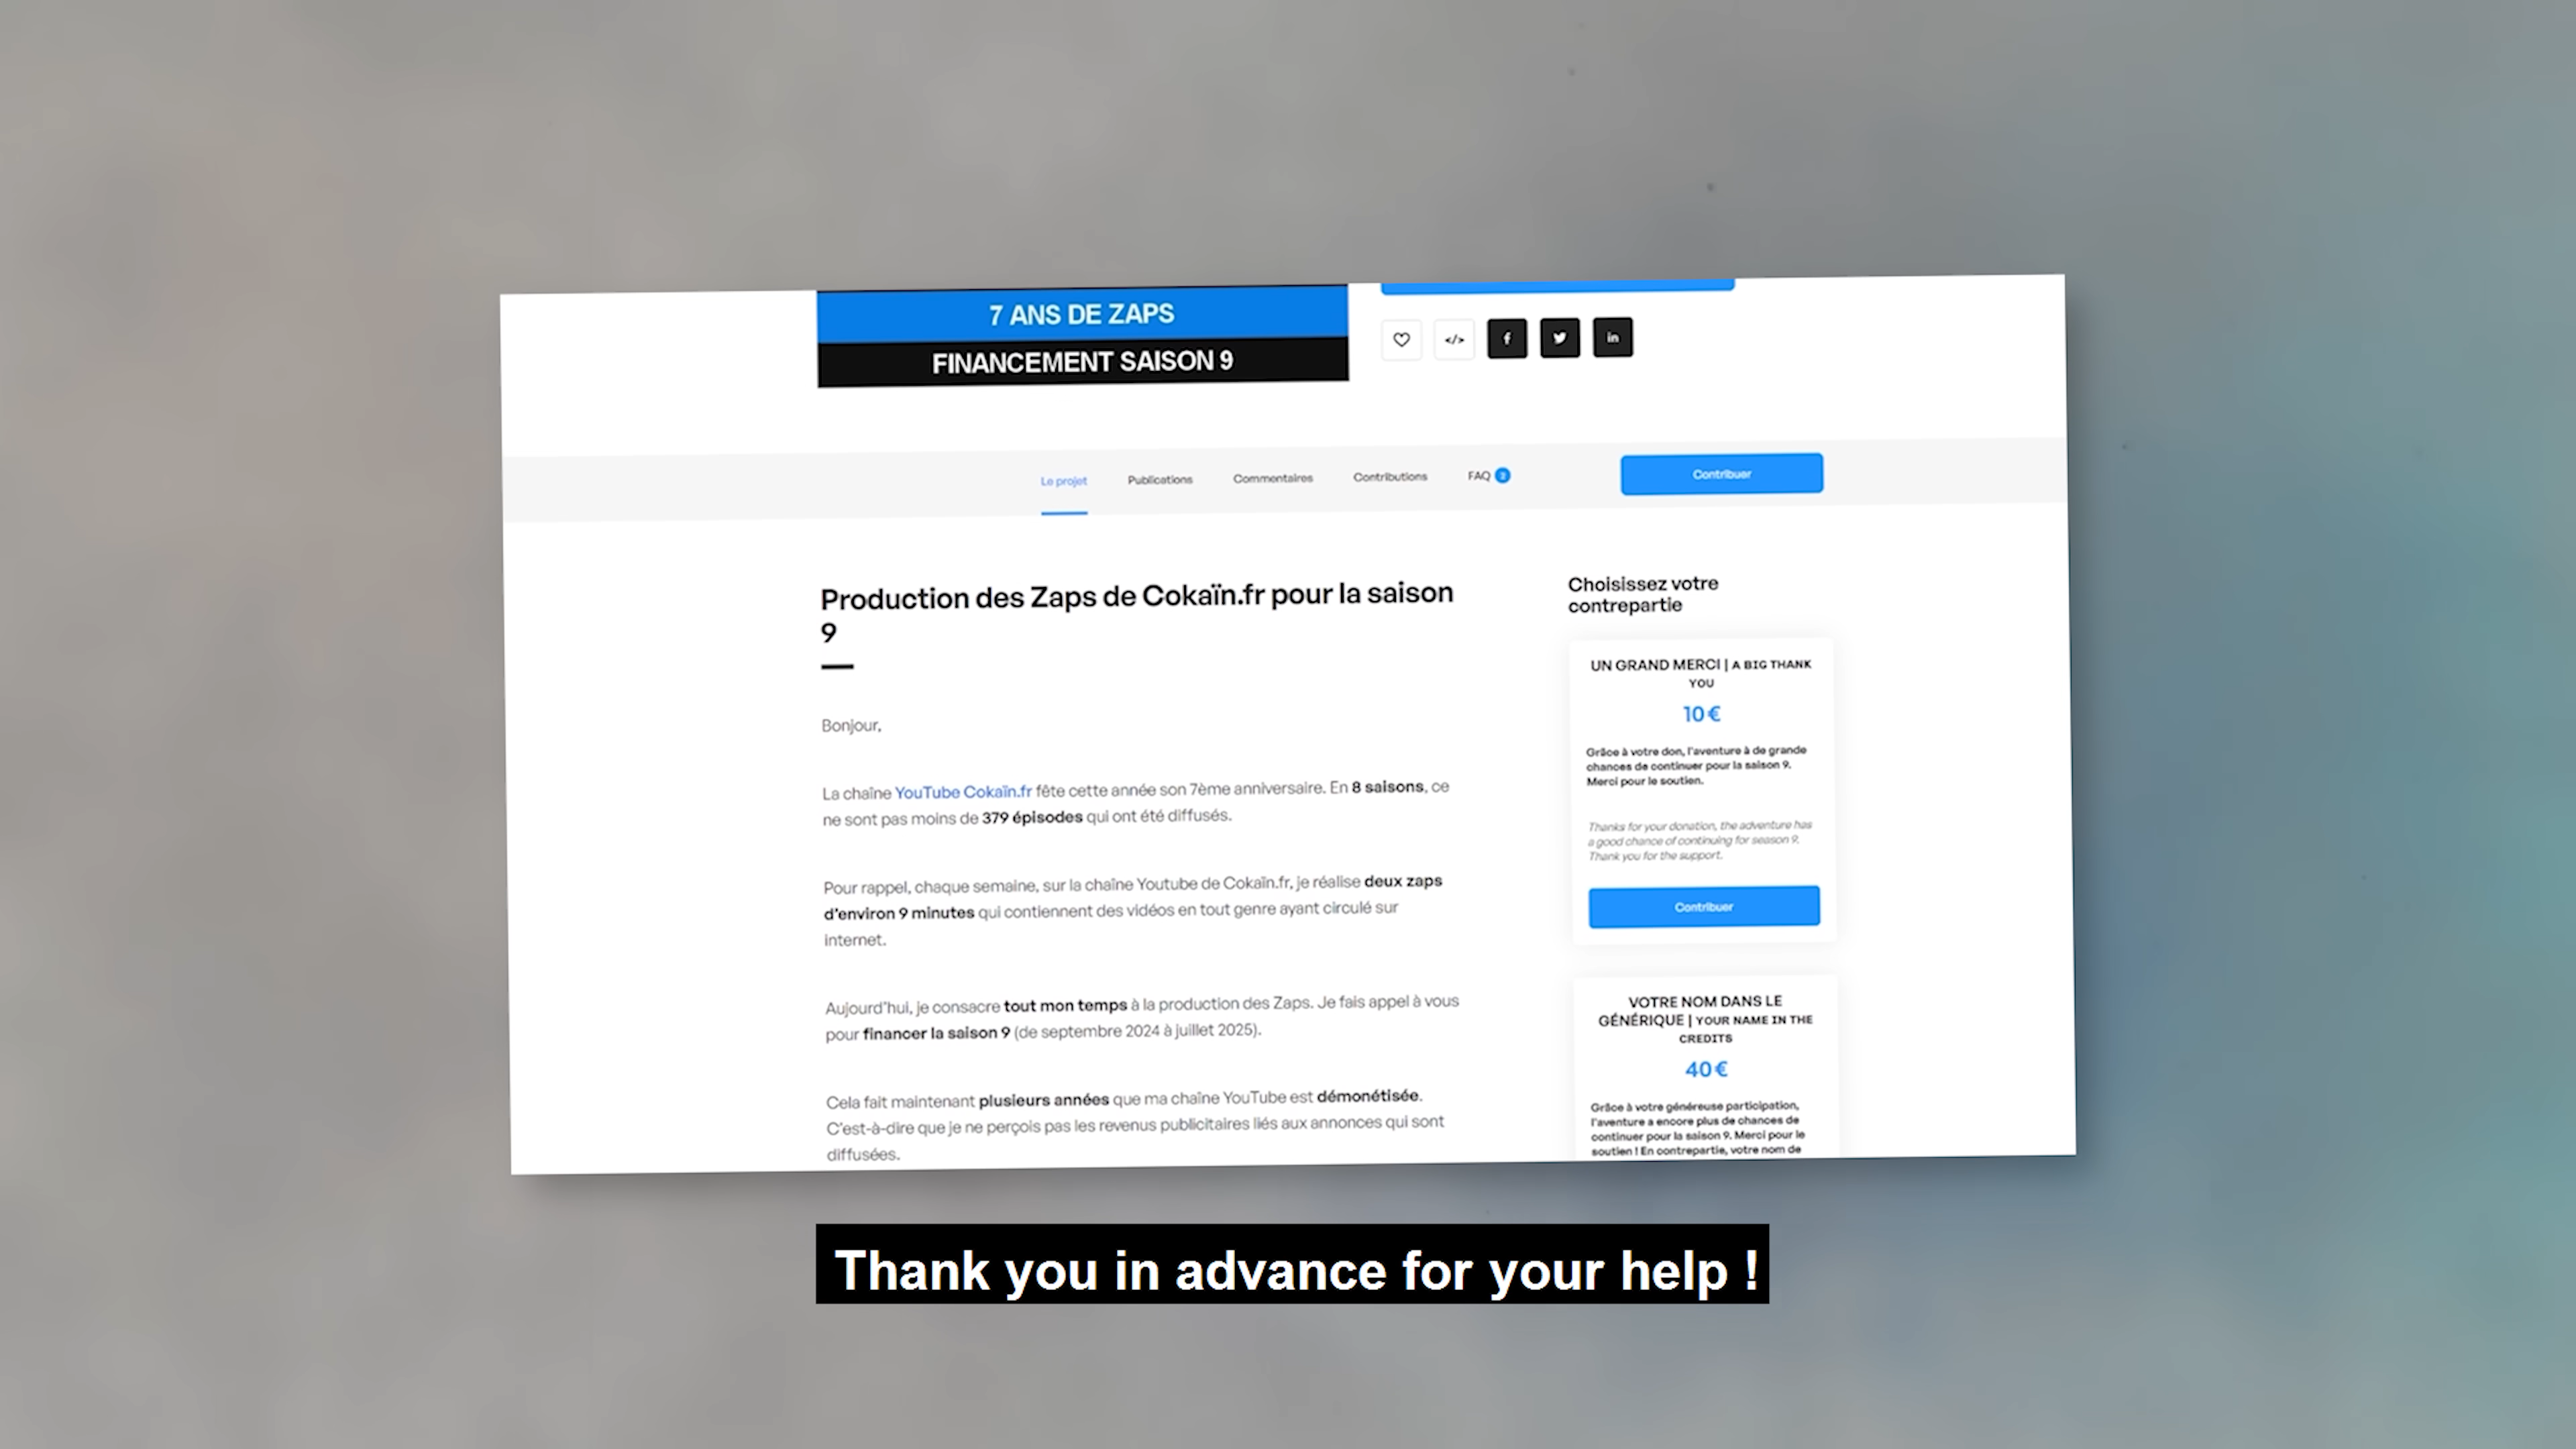 7 ANS DE ZAPS
FINANCEMENT SAISON 9
</>
f
in
Le projet
Publications
Commentaires
Contributions
FAQ
Contribuer
Production des Zaps de Cokaïn.fr pour la saison
9
Bonjour,
La chaîne YouTube Cokaïn.fr fête cette année son 7ème anniversaire. En 8 saisons, ce
ne sont pas moins de 379 épisodes qui ont été diffusés.
Pour rappel, chaque semaine, sur la chaîne Youtube de Cokaïn.fr, je réalise deux zaps
d'environ 9 minutes qui contiennent des vidéos en tout genre ayant circulé sur
internet.
Aujourd'hui, je consacre tout mon temps à la production des Zaps. Je fais appel à vous
pour financer la saison 9 (de septembre 2024 à juillet 2025).
Cela fait maintenant plusieurs années que ma chaîne YouTube est démonétisée.
C'est-à-dire que je ne perçois pas les revenus publicitaires liés aux annonces qui sont
diffusées.
Choisissez votre
contrepartie
UN GRAND MERCI | A BIG THANK
YOU
10 €
Grâce à votre don, l'aventure à de grande
chances de continuer pour la saison 9.
Merci pour le soutien.
Thanks for your donation, the adventure has
a good chance of continuing for season 9.
Thank you for the support.
Contribuer
VOTRE NOM DANS LE
GÉNÉRIQUE | YOUR NAME IN THE
CREDITS
40 €
Grâce à votre généreuse participation,
l'aventure a encore plus de chances de
continuer pour la saison 9. Merci pour le
soutien ! En contrepartie, votre nom de
Thank you in advance for your help !